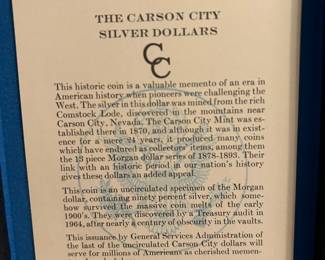 THE CARSON CITY
SILVER DOLLARS
CC
This historic coin is a valuable memento of an era in
American history when pioneers were challenging the
West. The silver in this dollar was mined from the rich
Comstock Lode, discovered in the mountains near
Carson City, Nevada. The Carson City Mint was es-
tablished there in 1870, and although it was in exist-
ence for a mere 24 years, it produced many coins
which have endured as collectors' items, among them
the 13 piece Morgan dollar series of 1878-1893. Their
link with an historic period in our nation's history
gives these dollars an added appeal.
This coin is an uncirculated specimen of the Morgan
dollar, containing ninety percent silver, which some-
how survived the massive coin melts of the early
1900's. They were discovered by a Treasury audit in
1964, after nearly a century of obscurity in the vaults.
This issuance by General Services Administration of
the last of the uncirculated Carson City dollars will
serve for millions of Americans as cherished memen-